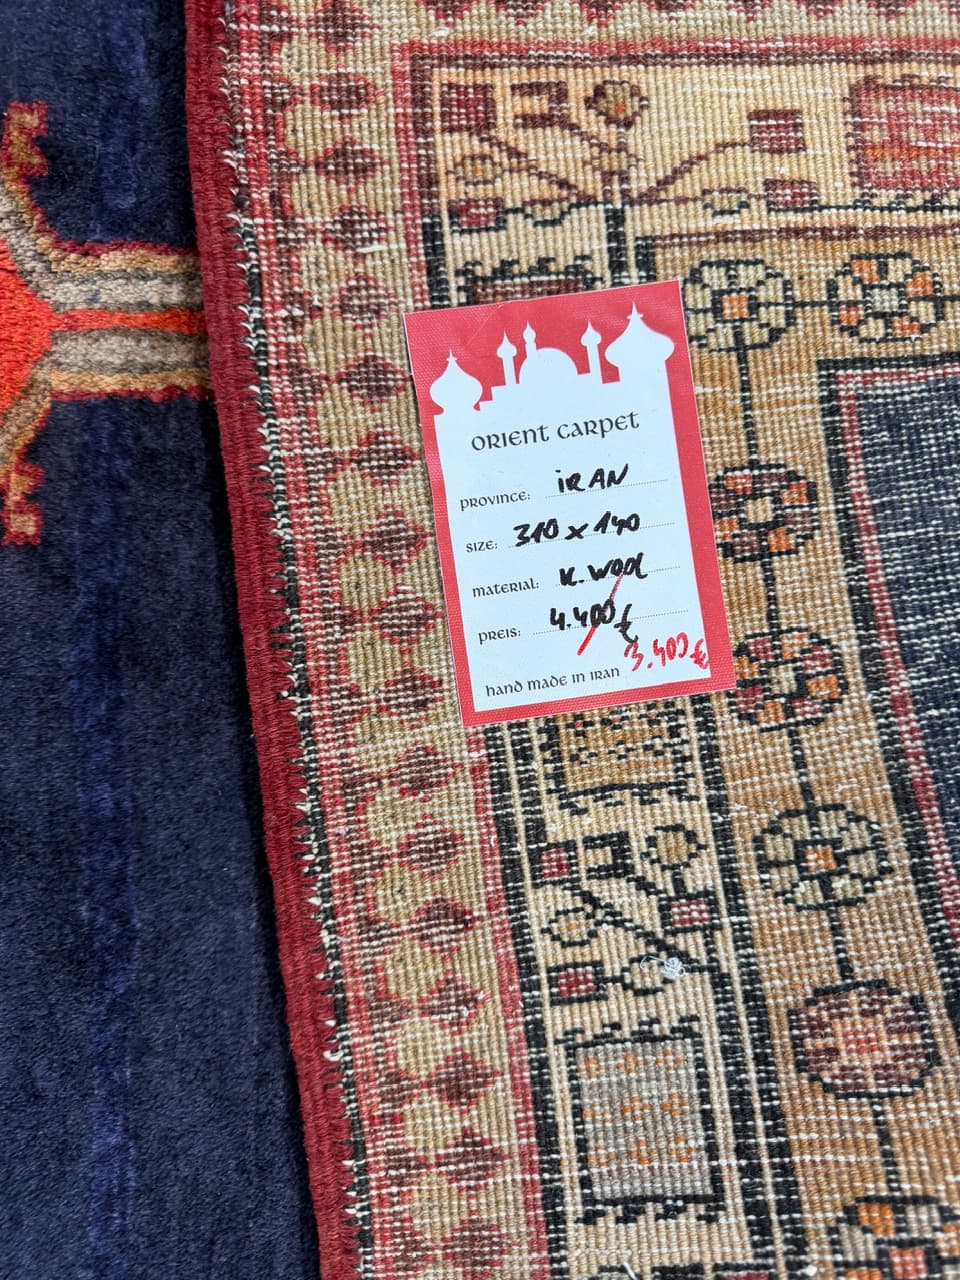 ORIENT CARPET
PROVINCE: iRAN
SIZE: 310 x 140
MATERIAL: K. WOOL
PREIS: 4.400 €
3.400 €
HAND MADE IN IRAN